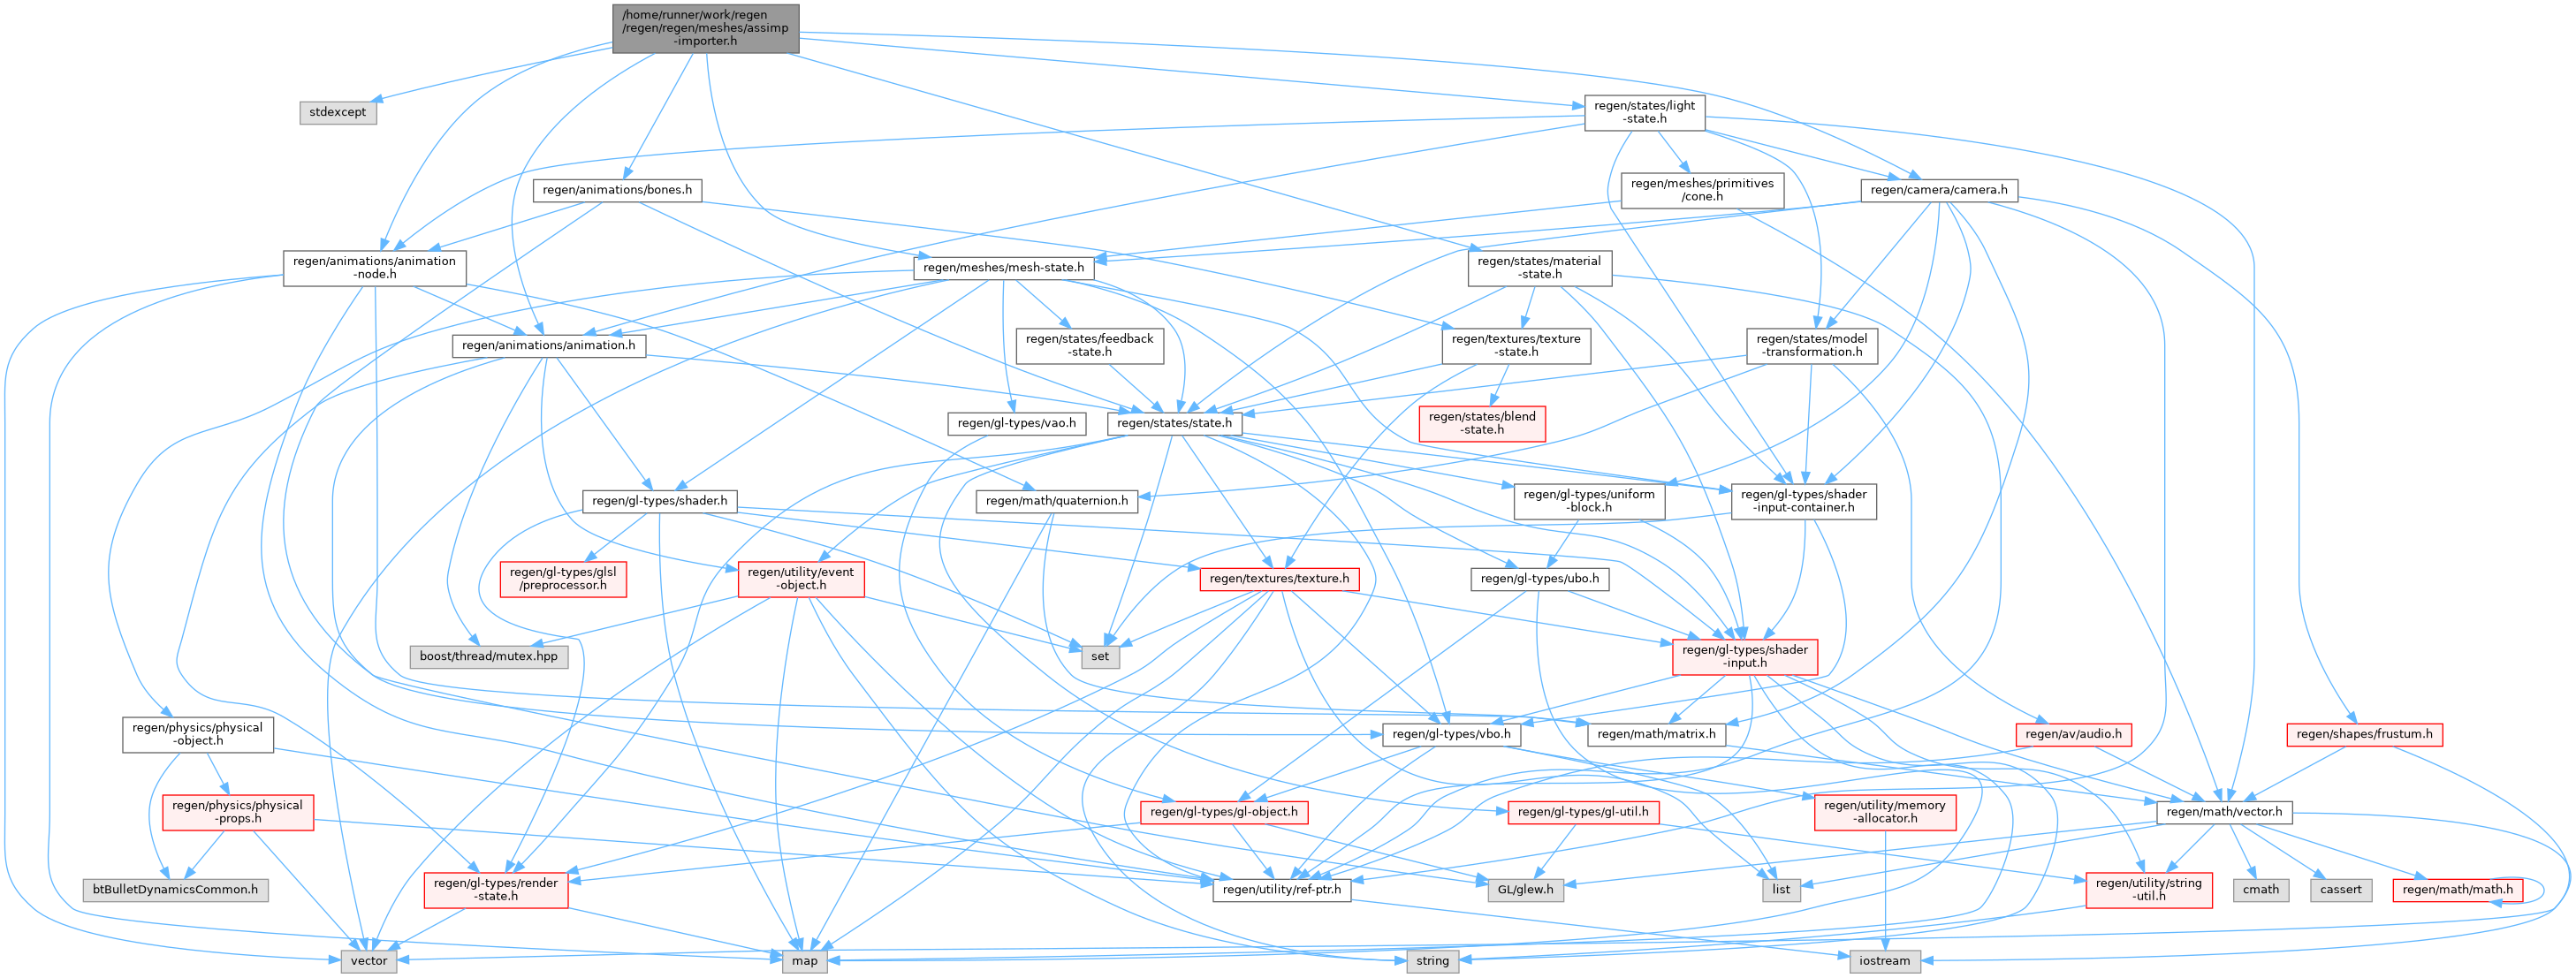 /home/runner/work/regen
/regen/regen/meshes/assimp
-importer.h
stdexcept
regen/states/light
-state.h
regen/animations/bones.h
regen/meshes/primitives
/cone.h
regen/camera/camera.h
regen/animations/animation
-node.h
regen/meshes/mesh-state.h
regen/states/material
-state.h
regen/animations/animation.h
regen/states/feedback
-state.h
regen/textures/texture
-state.h
regen/states/model
-transformation.h
regen/gl-types/vao.h
regen/states/state.h
regen/states/blend
-state.h
regen/gl-types/shader.h
regen/math/quaternion.h
regen/gl-types/uniform
-block.h
regen/gl-types/shader
-input-container.h
regen/gl-types/glsl
/preprocessor.h
regen/utility/event
-object.h
regen/textures/texture.h
regen/gl-types/ubo.h
boost/thread/mutex.hpp
set
regen/gl-types/shader
-input.h
regen/physics/physical
-object.h
regen/gl-types/vbo.h
regen/math/matrix.h
regen/av/audio.h
regen/shapes/frustum.h
regen/physics/physical
-props.h
regen/gl-types/gl-object.h
regen/gl-types/gl-util.h
regen/utility/memory
-allocator.h
regen/math/vector.h
btBulletDynamicsCommon.h
regen/gl-types/render
-state.h
regen/utility/ref-ptr.h
GL/glew.h
list
regen/utility/string
-util.h
cmath
cassert
regen/math/math.h
vector
map
string
iostream